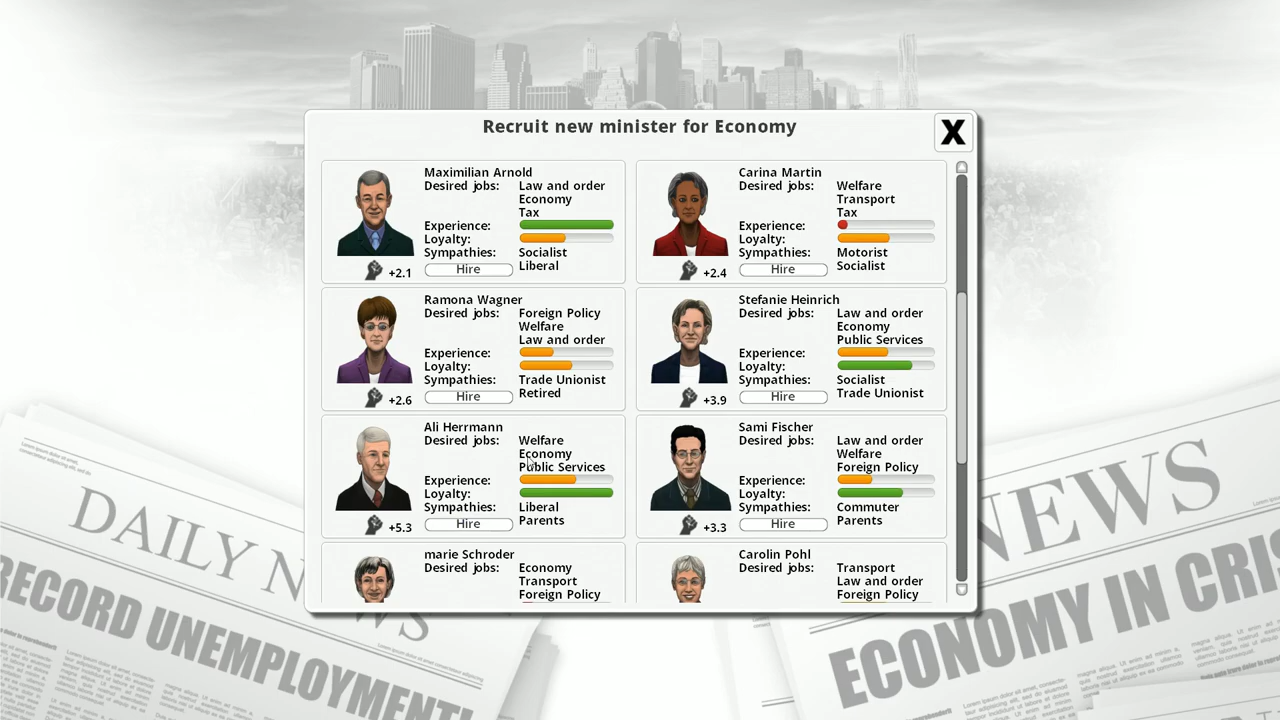 Recruit new minister for Economy
X
Maximilian Arnold
Desired jobs: Law and order
Economy
Tax
Experience:
Loyalty:
Sympathies: Socialist
Liberal
+2.1 Hire
Carina Martin
Desired jobs: Welfare
Transport
Tax
Experience:
Loyalty:
Sympathies: Motorist
Socialist
+2.4 Hire
Ramona Wagner
Desired jobs: Foreign Policy
Welfare
Law and order
Experience:
Loyalty:
Sympathies: Trade Unionist
Retired
+2.6 Hire
Stefanie Heinrich
Desired jobs: Law and order
Economy
Public Services
Experience:
Loyalty:
Sympathies: Socialist
Trade Unionist
+3.9 Hire
Ali Herrmann
Desired jobs: Welfare
Economy
Public Services
Experience:
Loyalty:
Sympathies: Liberal
Parents
+5.3 Hire
Sami Fischer
Desired jobs: Law and order
Welfare
Foreign Policy
Experience:
Loyalty:
Sympathies: Commuter
Parents
+3.3 Hire
marie Schroder
Desired jobs: Economy
Transport
Foreign Policy
Carolin Pohl
Desired jobs: Transport
Law and order
Foreign Policy
DAILY N
WS
RECORD UNEMPLOYMENT!
NEWS
ECONOMY IN CRIS